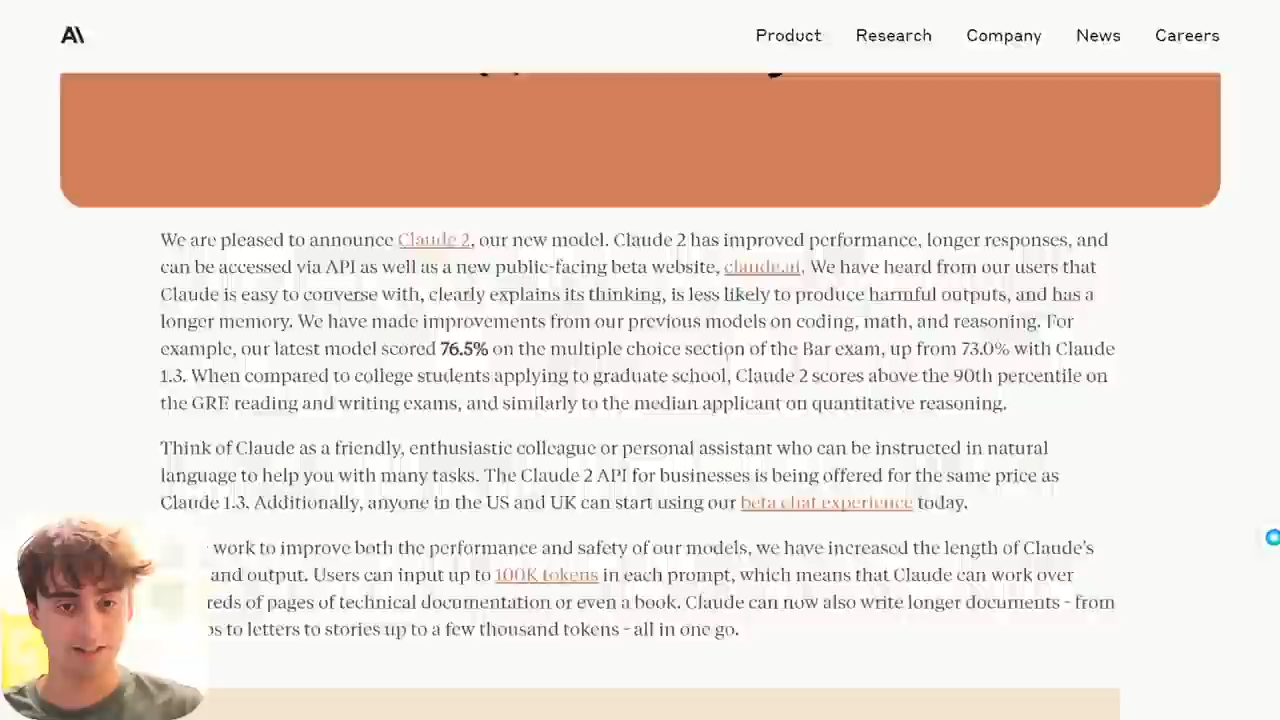 A\
Product Research Company News Careers
We are pleased to announce Claude 2, our new model. Claude 2 has improved performance, longer responses, and
can be accessed via API as well as a new public-facing beta website, claude.ai. We have heard from our users that
Claude is easy to converse with, clearly explains its thinking, is less likely to produce harmful outputs, and has a
longer memory. We have made improvements from our previous models on coding, math, and reasoning. For
example, our latest model scored 76.5% on the multiple choice section of the Bar exam, up from 73.0% with Claude
1.3. When compared to college students applying to graduate school, Claude 2 scores above the 90th percentile on
the GRE reading and writing exams, and similarly to the median applicant on quantitative reasoning.
Think of Claude as a friendly, enthusiastic colleague or personal assistant who can be instructed in natural
language to help you with many tasks. The Claude 2 API for businesses is being offered for the same price as
Claude 1.3. Additionally, anyone in the US and UK can start using our beta chat experience today.
work to improve both the performance and safety of our models, we have increased the length of Claude's
and output. Users can input up to 100K tokens in each prompt, which means that Claude can work over
of pages of technical documentation or even a book. Claude can now also write longer documents - from
to letters to stories up to a few thousand tokens - all in one go.